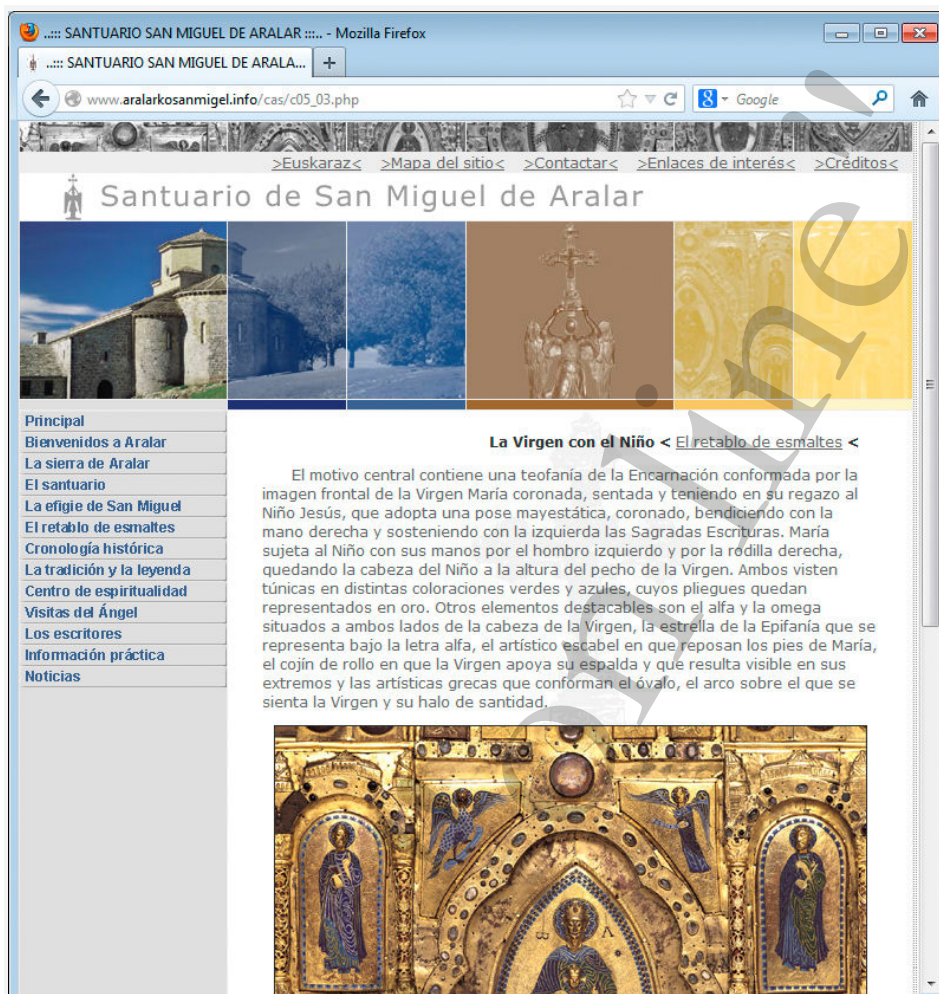 ..::: SANTUARIO SAN MIGUEL DE ARALAR :::.. - Mozilla Firefox
..::: SANTUARIO SAN MIGUEL DE ARALA...
www.aralarkosanmigel.info/cas/c05_03.php
Google
>Euskaraz< >Mapa del sitio< >Contactar< >Enlaces de interés< >Créditos<
Santuario de San Miguel de Aralar
Principal
Bienvenidos a Aralar
La sierra de Aralar
El santuario
La efigie de San Miguel
El retablo de esmaltes
Cronología histórica
La tradición y la leyenda
Centro de espiritualidad
Visitas del Ángel
Los escritores
Información práctica
Noticias
La Virgen con el Niño < El retablo de esmaltes <
El motivo central contiene una teofanía de la Encarnación conformada por la
imagen frontal de la Virgen María coronada, sentada y teniendo en su regazo al
Niño Jesús, que adopta una pose mayestática, coronado, bendiciendo con la
mano derecha y sosteniendo con la izquierda las Sagradas Escrituras. María
sujeta al Niño con sus manos por el hombro izquierdo y por la rodilla derecha,
quedando la cabeza del Niño a la altura del pecho de la Virgen. Ambos visten
túnicas en distintas coloraciones verdes y azules, cuyos pliegues quedan
representados en oro. Otros elementos destacables son el alfa y la omega
situados a ambos lados de la cabeza de la Virgen, la estrella de la Epifanía que se
representa bajo la letra alfa, el artístico escabel en que reposan los pies de María,
el cojín de rollo en que la Virgen apoya su espalda y que resulta visible en sus
extremos y las artísticas grecas que conforman el óvalo, el arco sobre el que se
sienta la Virgen y su halo de santidad.
on line'